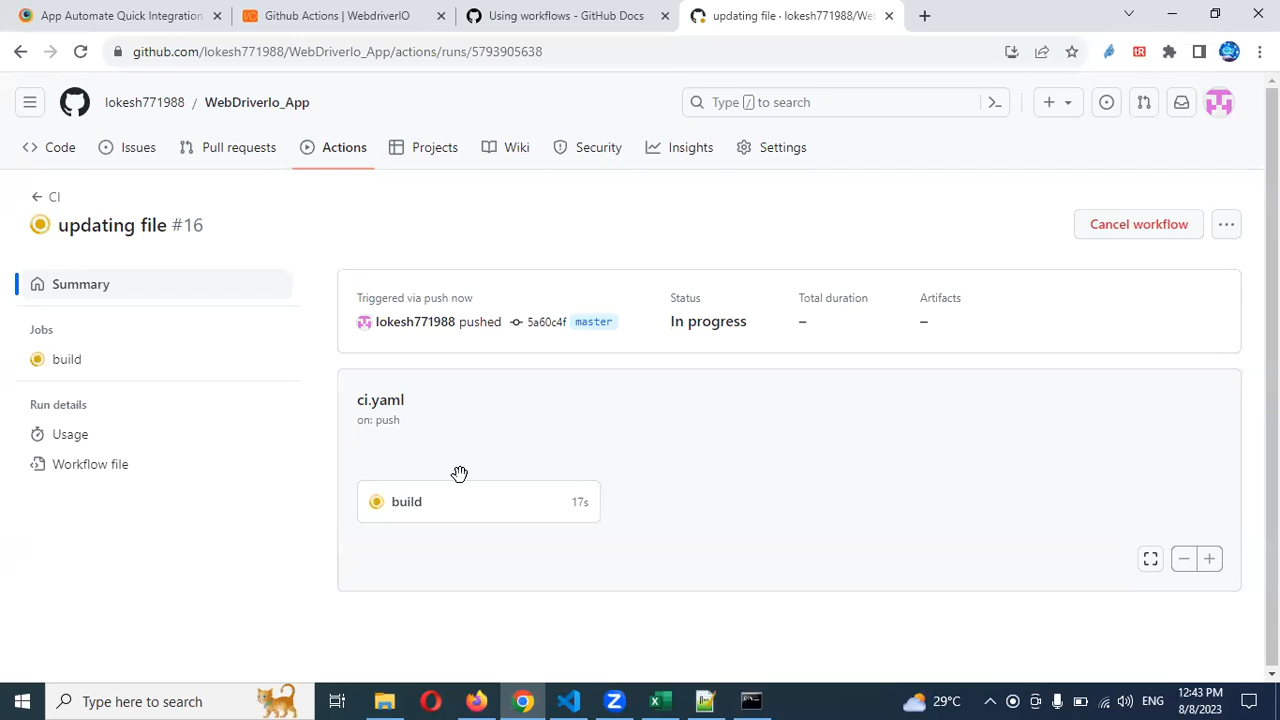 App Automate Quick Integration
Github Actions | WebdriverIO
Using workflows - GitHub Docs
updating file · lokesh771988/We
github.com/lokesh771988/WebDriverIo_App/actions/runs/5793905638
tR
lokesh771988 / WebDriverIo_App
Type / to search
Code
Issues
Pull requests
Actions
Projects
Wiki
Security
Insights
Settings
CI
updating file #16
Cancel workflow
Summary
Jobs
build
Run details
Usage
Workflow file
Triggered via push now
lokesh771988 pushed 5a60c4f master
Status
In progress
Total duration
–
Artifacts
–
ci.yaml
on: push
build 17s
Type here to search
29°C
ENG
12:43 PM
8/8/2023